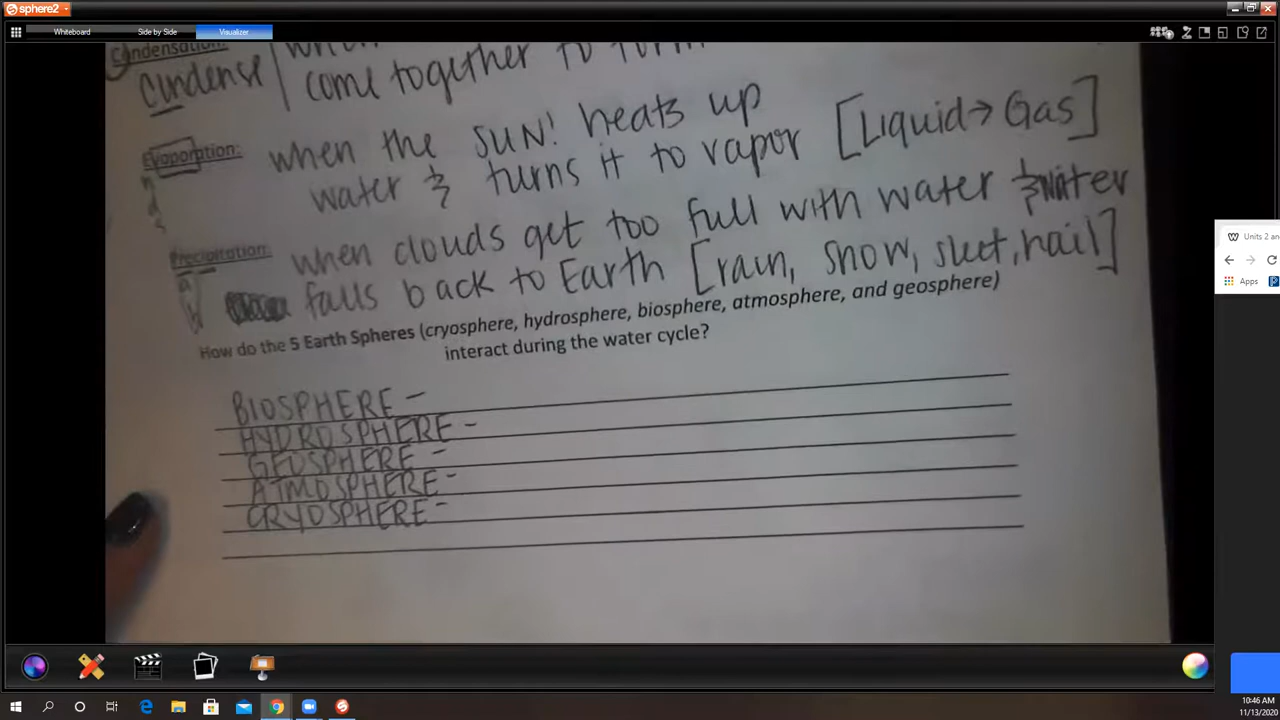 sphere2
Whiteboard
Side by Side
Visualizer
Condensation:
condense
come together to form
Evaporation:
when the SUN! heats up
water & turns it to vapor [Liquid→Gas]
Precipitation:
when clouds get too full with water & water
falls back to Earth [rain, snow, sleet, hail]
How do the 5 Earth Spheres (cryosphere, hydrosphere, biosphere, atmosphere, and geosphere)
interact during the water cycle?
BIOSPHERE -
HYDROSPHERE -
GEOSPHERE -
ATMOSPHERE -
CRYOSPHERE -
Units 2 an
Apps
10:46 AM
11/13/2020